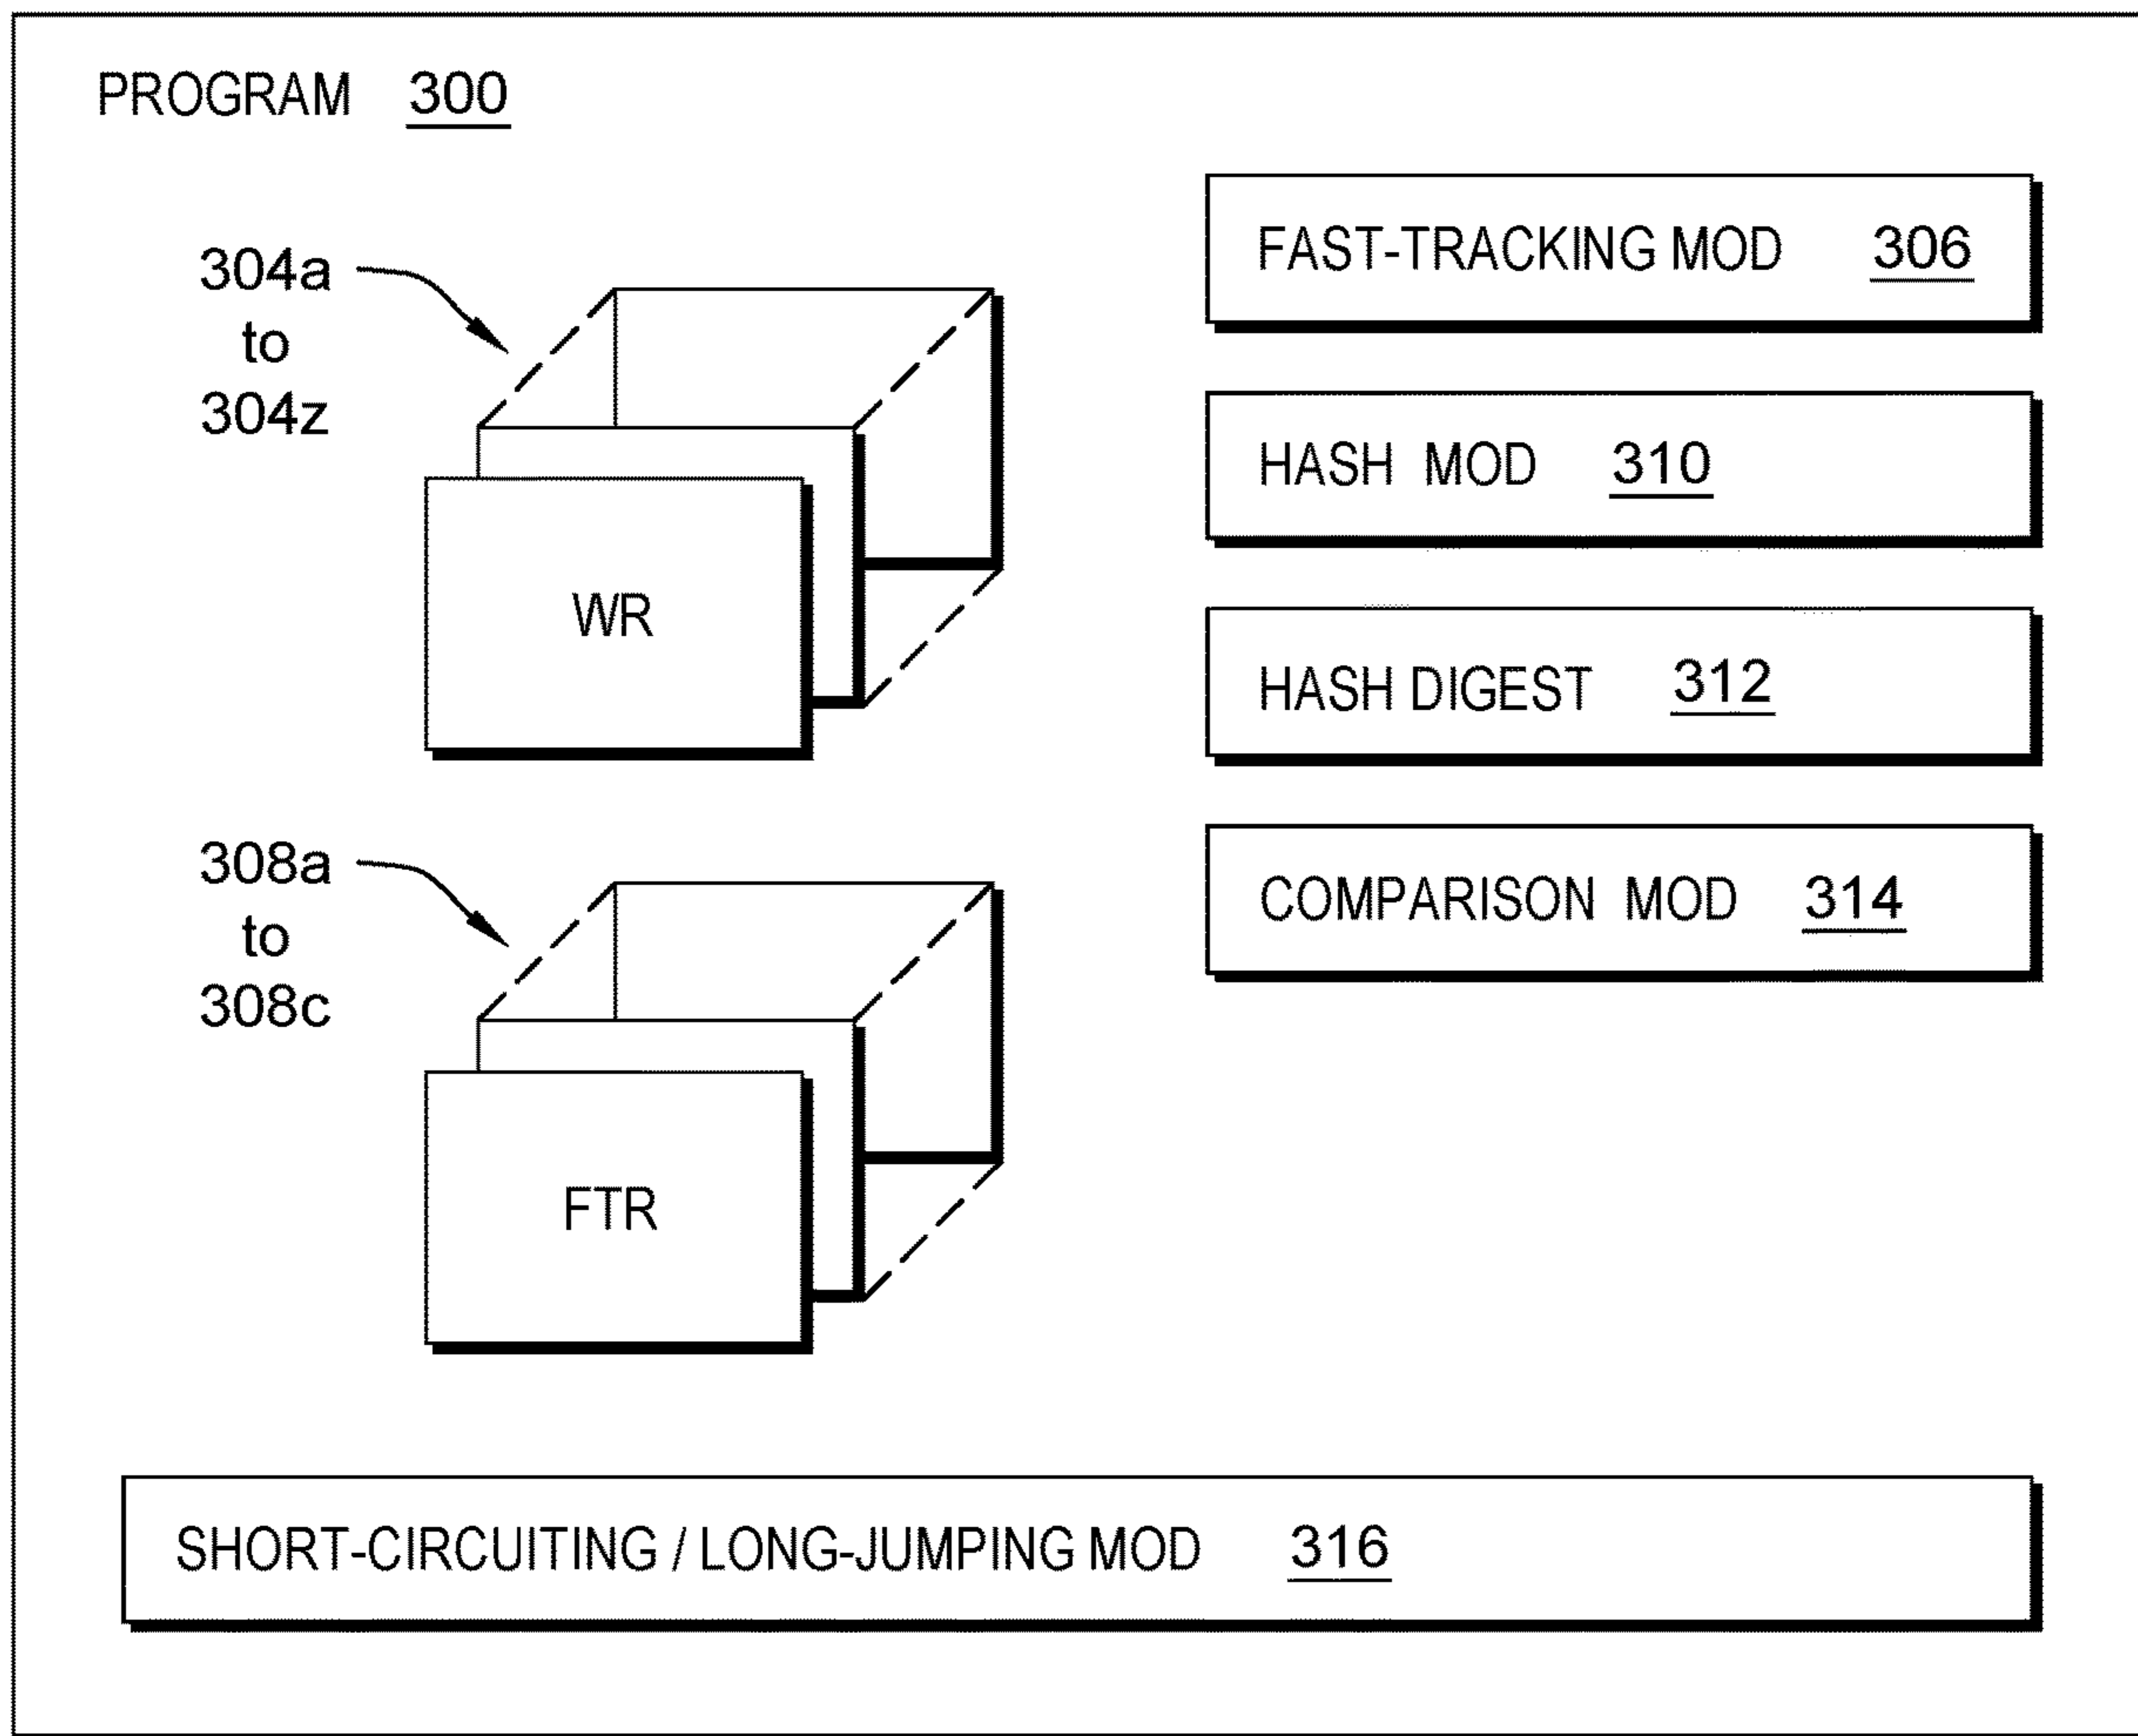 PROGRAM 300
304a
to
304z
WR
308a
to
308c
FTR
FAST-TRACKING MOD 306
HASH MOD 310
HASH DIGEST 312
COMPARISON MOD 314
SHORT-CIRCUITING / LONG-JUMPING MOD 316